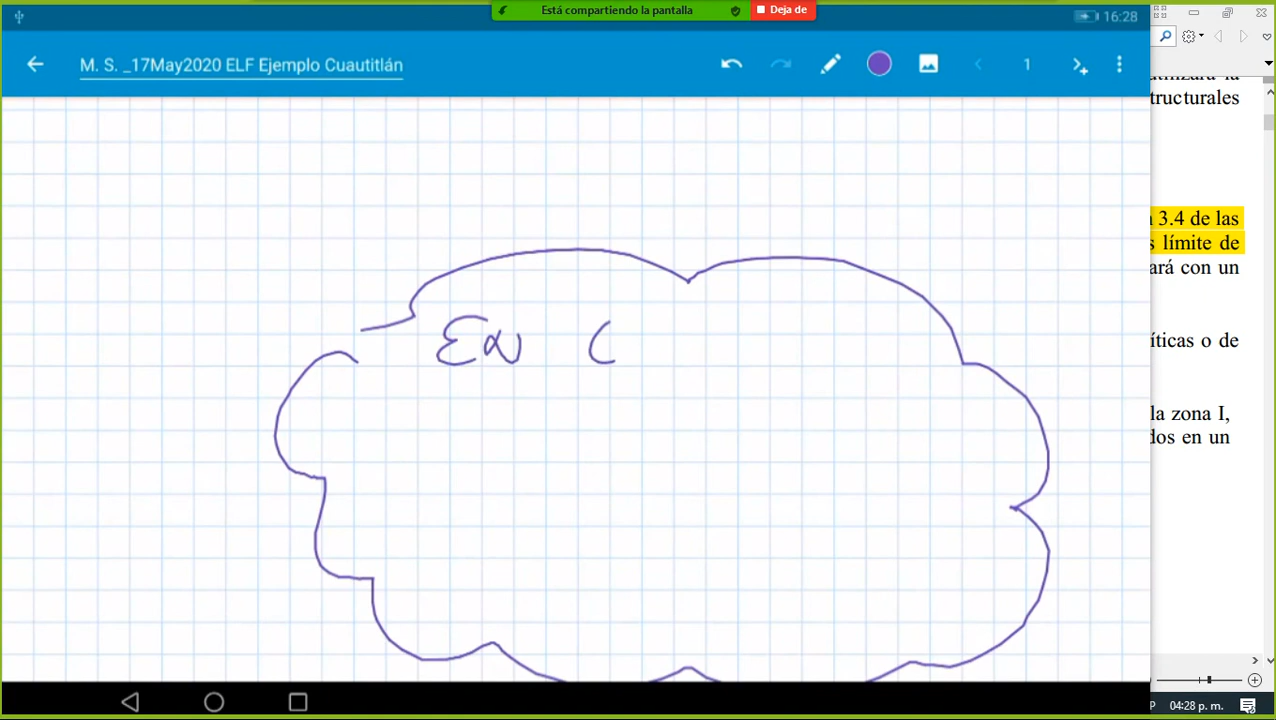 Está compartiendo la pantalla
Deja de
16:28
M. S. _17May2020 ELF Ejemplo Cuautitlán
1
tructurales
3.4 de las
s límite de
ará con un
EN C
íticas o de
la zona I,
dos en un
P 04:28 p. m.